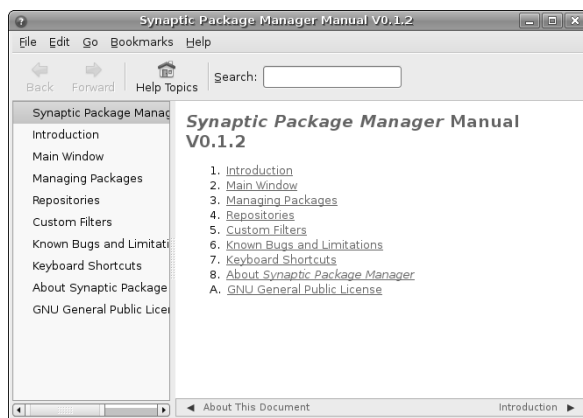 Synaptic Package Manager Manual V0.1.2
File Edit Go Bookmarks Help
Back Forward Help Topics Search:
Synaptic Package Manag
Introduction
Main Window
Managing Packages
Repositories
Custom Filters
Known Bugs and Limitati
Keyboard Shortcuts
About Synaptic Package
GNU General Public Licen
Synaptic Package Manager Manual
V0.1.2
1. Introduction
2. Main Window
3. Managing Packages
4. Repositories
5. Custom Filters
6. Known Bugs and Limitations
7. Keyboard Shortcuts
8. About Synaptic Package Manager
A. GNU General Public License
About This Document
Introduction